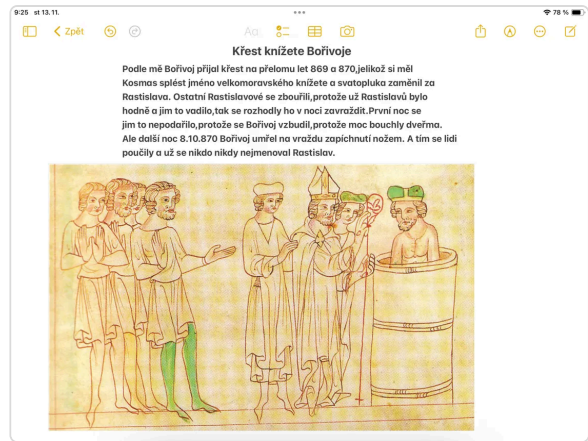 9:25 st 13. 11.
78 %
Zpět
Aa
Křest knížete Bořivoje
Podle mě Bořivoj přijal křest na přelomu let 869 a 870,jelikož si měl
Kosmas splést jméno velkomoravského knížete a svatopluka zaměnil za
Rastislava. Ostatní Rastislavové se zbouřili,protože už Rastislavů bylo
hodně a jim to vadilo,tak se rozhodly ho v noci zavraždit.První noc se
jim to nepodařilo,protože se Bořivoj vzbudil,protože moc bouchly dveřma.
Ale další noc 8.10.870 Bořivoj umřel na vraždu zapíchnutí nožem. A tím se lidi
poučily a už se nikdo nikdy nejmenoval Rastislav.